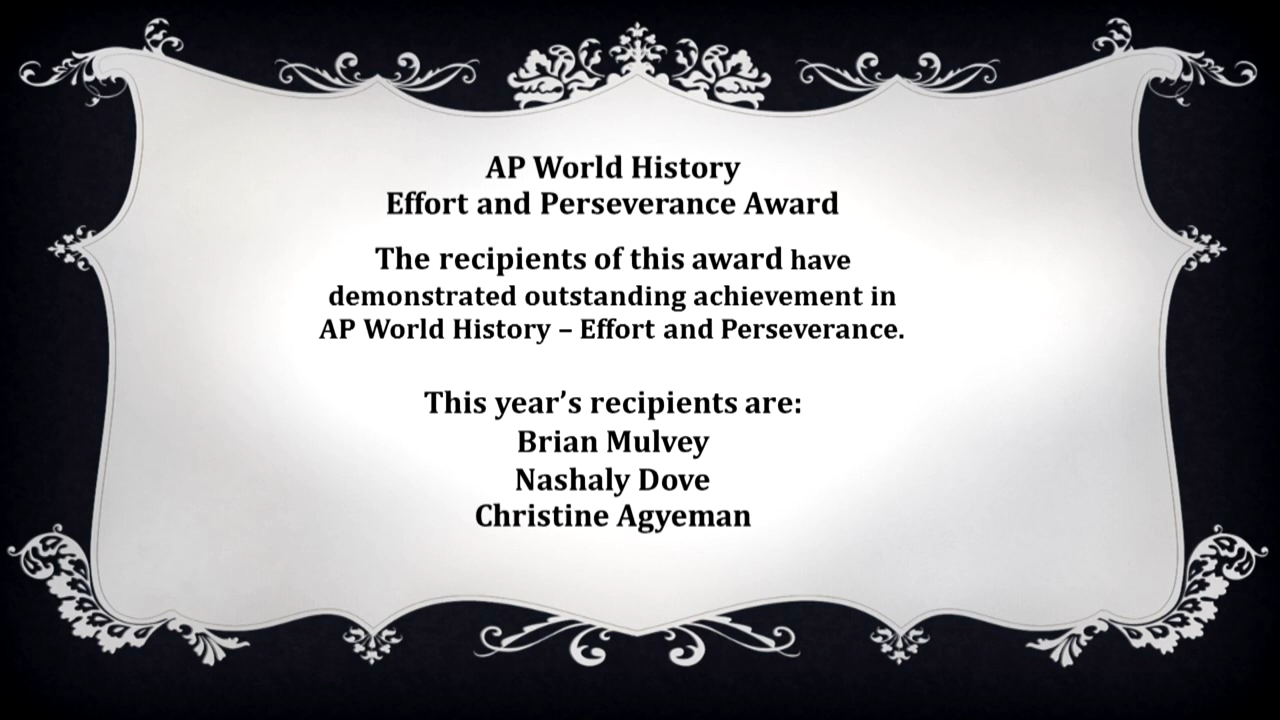 AP World History
Effort and Perseverance Award
The recipients of this award have
demonstrated outstanding achievement in
AP World History – Effort and Perseverance.
This year’s recipients are:
Brian Mulvey
Nashaly Dove
Christine Agyeman